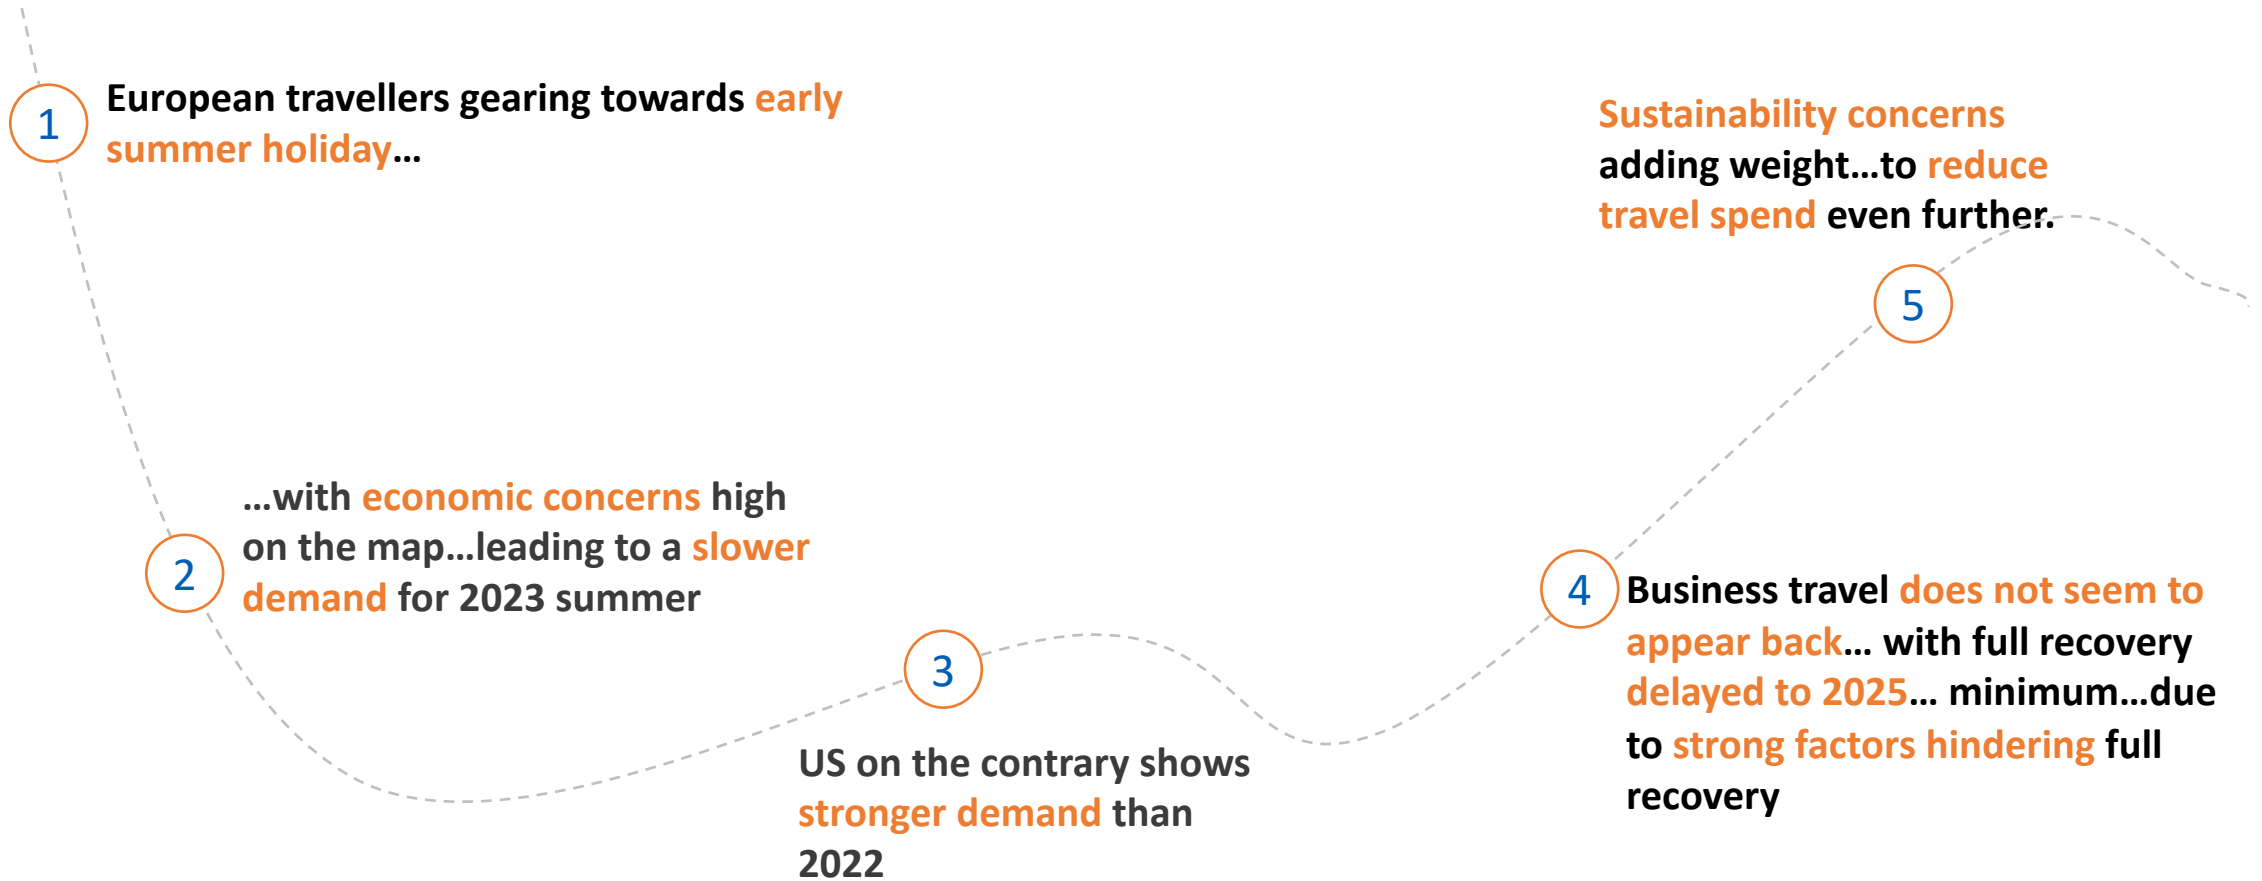 1
European travellers gearing towards early
summer holiday…
2
…with economic concerns high
on the map…leading to a slower
demand for 2023 summer
3
US on the contrary shows
stronger demand than
2022
4
Business travel does not seem to
appear back… with full recovery
delayed to 2025… minimum…due
to strong factors hindering full
recovery
5
Sustainability concerns
adding weight…to reduce
travel spend even further.